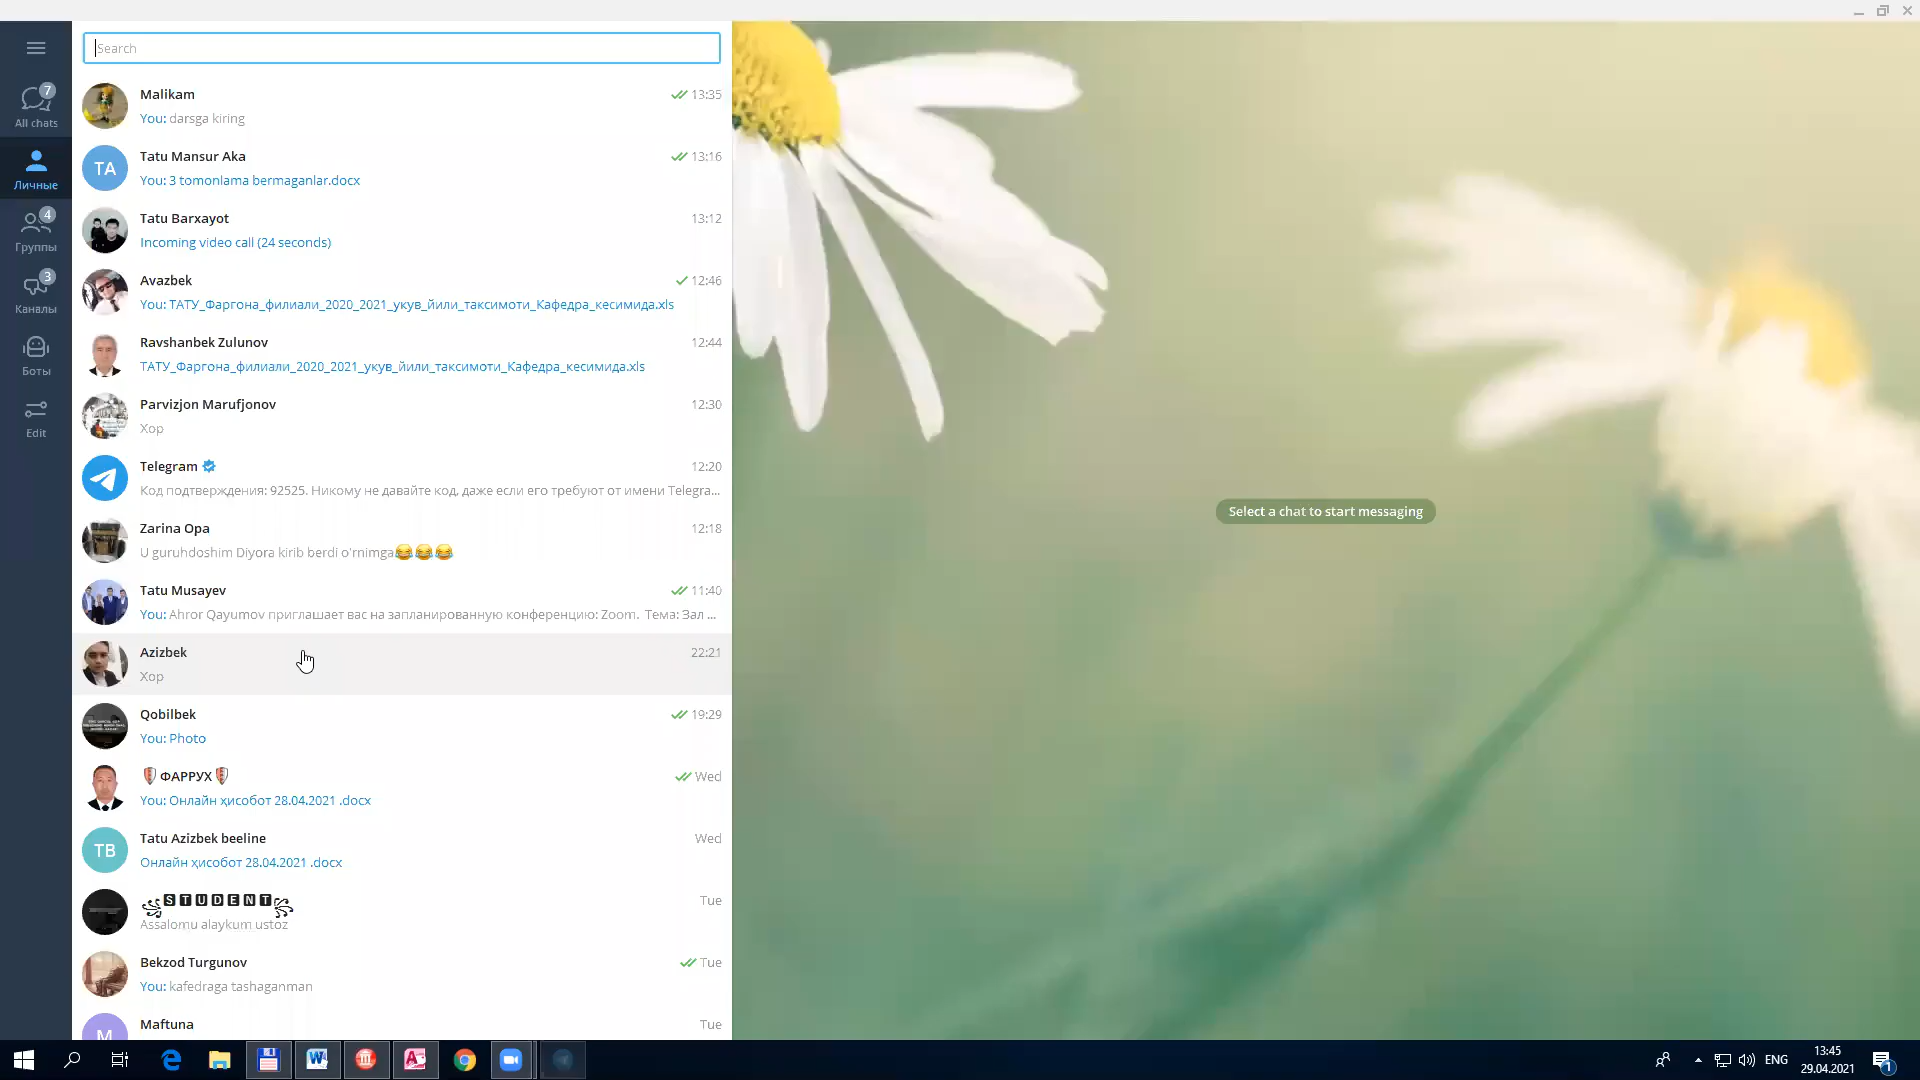 Search
7
All chats
Личные
4
Группы
3
Каналы
Боты
Edit
Malikam 13:35
You: darsga kiring
TA
Tatu Mansur Aka 13:16
You: 3 tomonlama bermaganlar.docx
Tatu Barxayot 13:12
Incoming video call (24 seconds)
Avazbek 12:46
You: ТАТУ_Фаргона_филиали_2020_2021_укув_йили_таксимоти_Кафедра_кесимида.xls
Ravshanbek Zulunov 12:44
ТАТУ_Фаргона_филиали_2020_2021_укув_йили_таксимоти_Кафедра_кесимида.xls
Parvizjon Marufjonov 12:30
Хор
Telegram 12:20
Код подтверждения: 92525. Никому не давайте код, даже если его требуют от имени Telegra...
Zarina Opa 12:18
U guruhdoshim Diyora kirib berdi o'rnimga😂😂😂
Tatu Musayev 11:40
You: Ahror Qayumov приглашает вас на запланированную конференцию: Zoom. Тема: Зал ...
Azizbek 22:21
Хор
Qobilbek 19:29
You: Photo
ФАРРУХ Wed
You: Онлайн ҳисобот 28.04.2021 .docx
TB
Tatu Azizbek beeline Wed
Онлайн ҳисобот 28.04.2021 .docx
STUDENT Tue
Assalomu alaykum ustoz
Bekzod Turgunov Tue
You: kafedraga tashaganman
M
Maftuna Tue
Select a chat to start messaging
ENG
13:45
29.04.2021
1